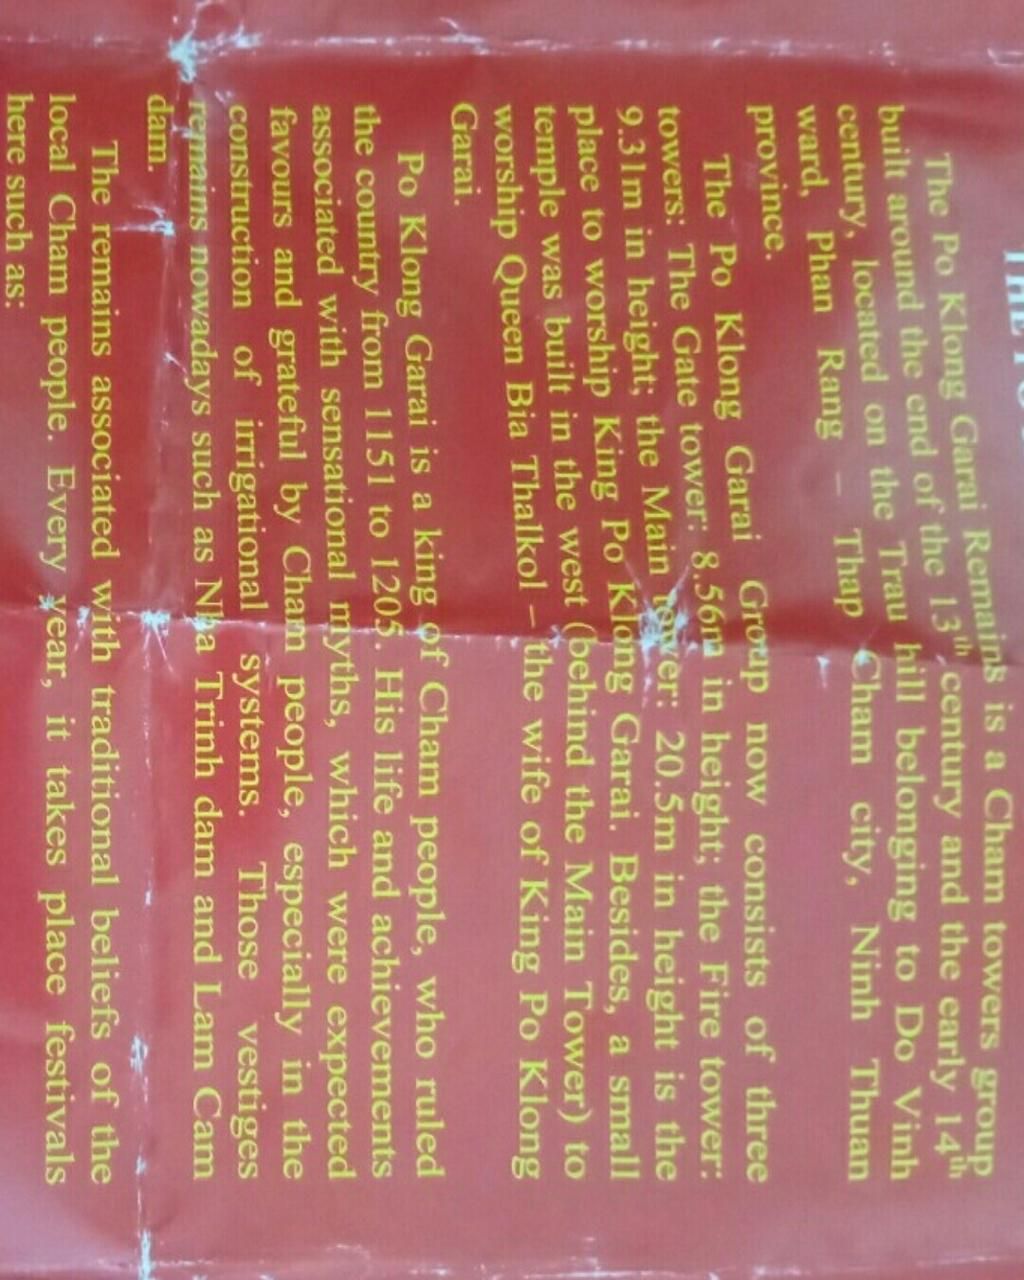 The Po Klong Garai Remains is a Cham towers group
built around the end of the 13th century and the early 14th
century, located on the Trau hill belonging to Do Vinh
ward, Phan Rang – Thap Cham city, Ninh Thuan
province.
The Po Klong Garai Group now consists of three
towers: The Gate tower: 8.56m in height; the Fire tower:
9.31m in height; the Main Tower: 20.5m in height is the
place to worship King Po Klong Garai. Besides, a small
temple was built in the west (behind the Main Tower) to
worship Queen Bia Thalkol – the wife of King Po Klong
Garai.
Po Klong Garai is a king of Cham people, who ruled
the country from 1151 to 1205. His life and achievements
associated with sensational myths, which were expected
favours and grateful by Cham people, especially in the
construction of irrigational systems. Those vestiges
remains nowadays such as Nha Trinh dam and Lam Cam
dam.
The remains associated with traditional beliefs of the
local Cham people. Every year, it takes place festivals
here such as: